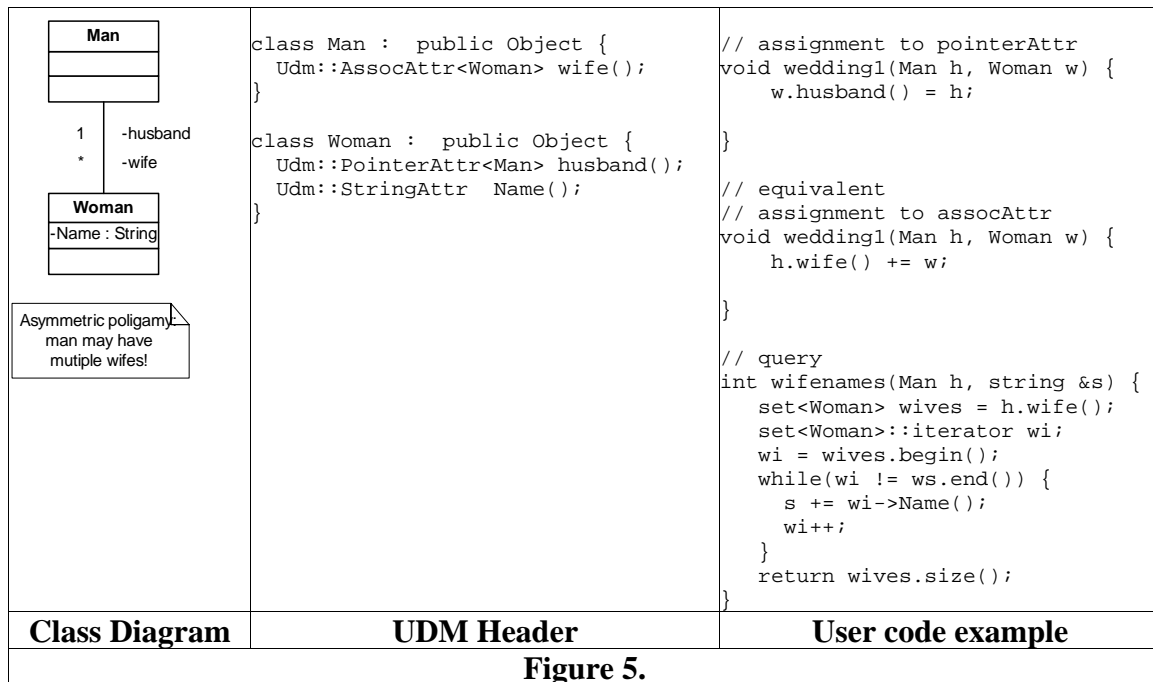 Man
1 -husband
* -wife
Woman
-Name : String
Asymmetric poligamy:
man may have
mutiple wifes!
class Man :  public Object {
  Udm::AssocAttr<Woman> wife();
}
class Woman :  public Object {
  Udm::PointerAttr<Man> husband();
  Udm::StringAttr  Name();
}
// assignment to pointerAttr
void wedding1(Man h, Woman w) {
    w.husband() = h;
}
// equivalent
// assignment to assocAttr
void wedding1(Man h, Woman w) {
    h.wife() += w;
}
// query
int wifenames(Man h, string &s) {
   set<Woman> wives = h.wife();
   set<Woman>::iterator wi;
   wi = wives.begin();
   while(wi != ws.end()) {
     s += wi->Name();
     wi++;
   }
   return wives.size();
}
Class Diagram
UDM Header
User code example
Figure 5.